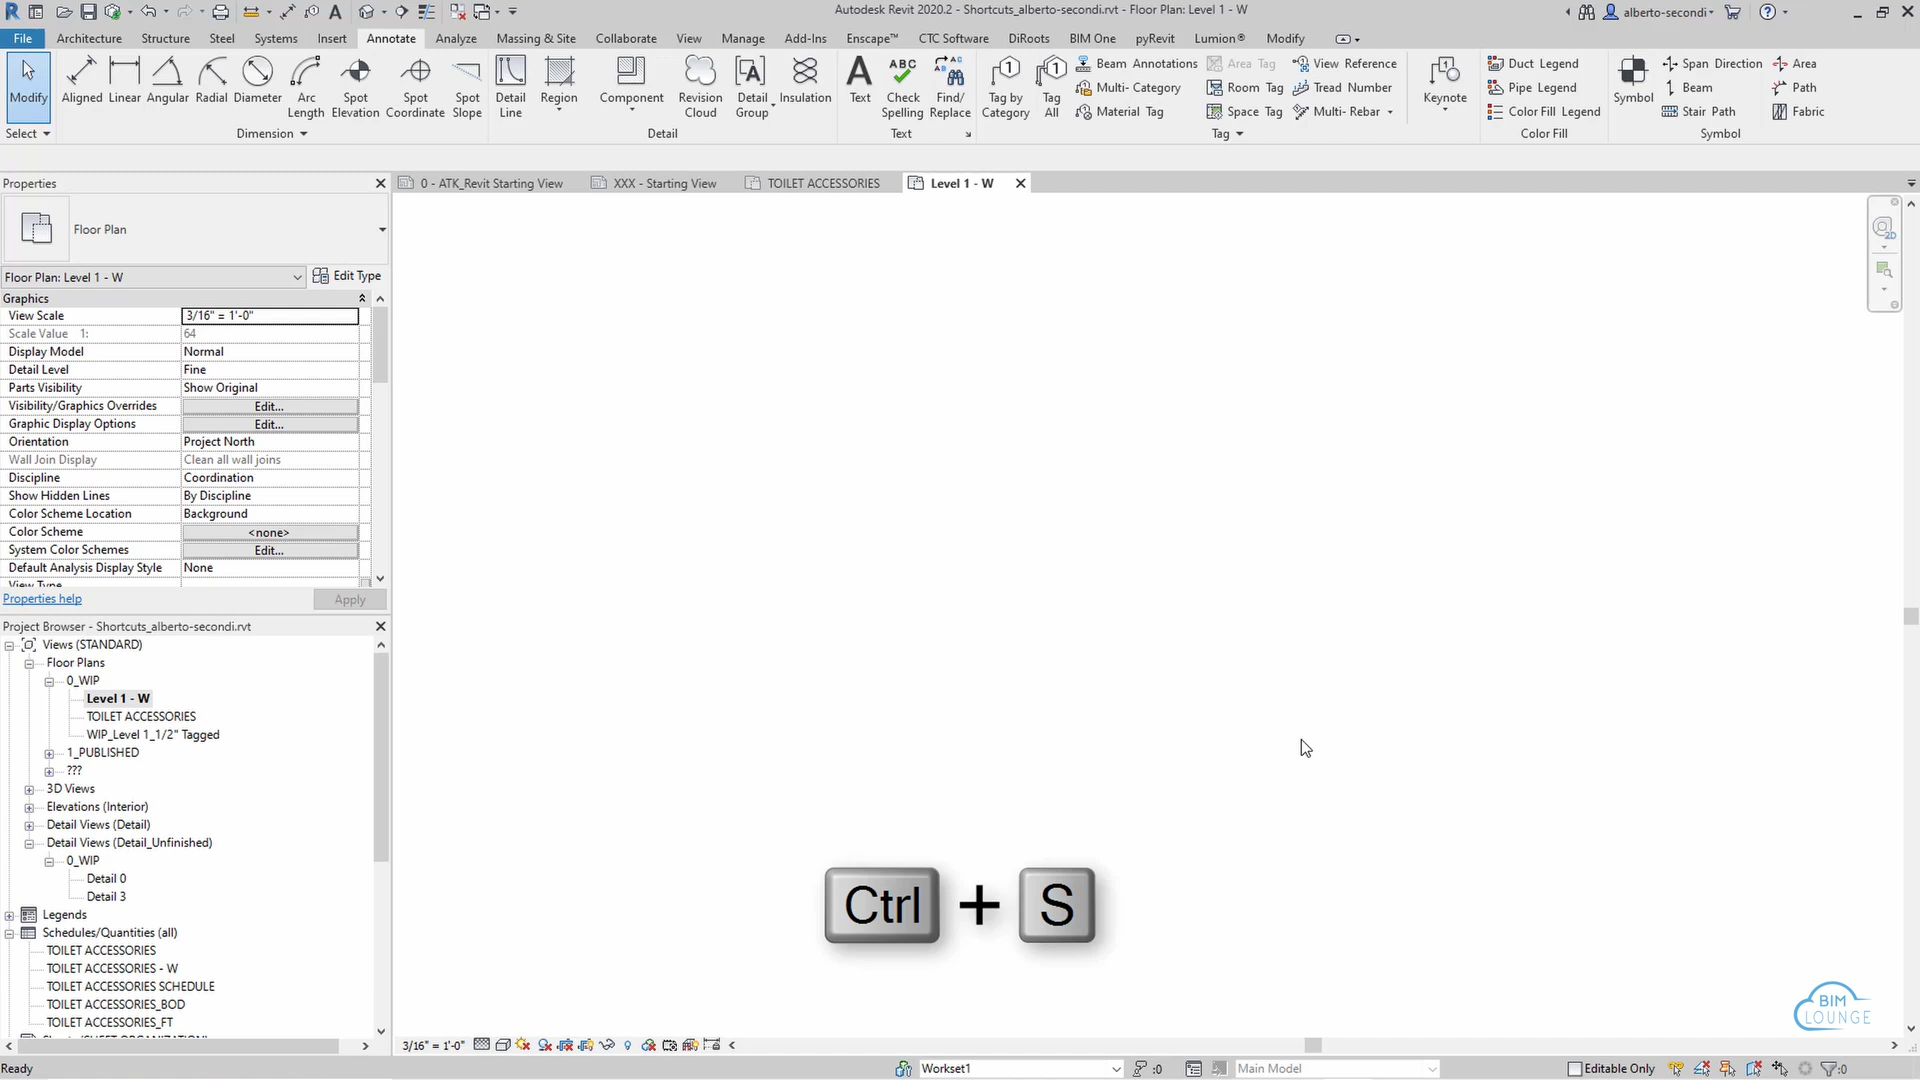 Autodesk Revit 2020.2 - Shortcuts_alberto-secondi.rvt - Floor Plan: Level 1 - W
alberto-secondi
File Architecture Structure Steel Systems Insert Annotate Analyze Massing & Site Collaborate View Manage Add-Ins Enscape™ CTC Software DiRoots BIM One pyRevit Lumion® Modify
Modify
Aligned Linear Angular Radial Diameter Arc Length Spot Elevation Spot Coordinate Spot Slope
Detail Line Region Component Revision Cloud Detail Group Insulation
Text Check Spelling Find/ Replace
Tag by Category Tag All
Beam Annotations Area Tag View Reference
Multi- Category Room Tag Tread Number
Material Tag Space Tag Multi- Rebar
Keynote
Duct Legend
Pipe Legend
Color Fill Legend
Symbol
Span Direction Area
Beam Path
Stair Path Fabric
Select Dimension Detail Text Tag Color Fill Symbol
Properties
0 - ATK_Revit Starting View XXX - Starting View TOILET ACCESSORIES Level 1 - W
Floor Plan
Floor Plan: Level 1 - W Edit Type
Graphics
View Scale 3/16" = 1'-0"
Scale Value 1: 64
Display Model Normal
Detail Level Fine
Parts Visibility Show Original
Visibility/Graphics Overrides Edit...
Graphic Display Options Edit...
Orientation Project North
Wall Join Display Clean all wall joins
Discipline Coordination
Show Hidden Lines By Discipline
Color Scheme Location Background
Color Scheme <none>
System Color Schemes Edit...
Default Analysis Display Style None
View Type
Properties help Apply
Project Browser - Shortcuts_alberto-secondi.rvt
Views (STANDARD)
Floor Plans
0_WIP
Level 1 - W
TOILET ACCESSORIES
WIP_Level 1_1/2" Tagged
1_PUBLISHED
???
3D Views
Elevations (Interior)
Detail Views (Detail)
Detail Views (Detail_Unfinished)
0_WIP
Detail 0
Detail 3
Legends
Schedules/Quantities (all)
TOILET ACCESSORIES
TOILET ACCESSORIES - W
TOILET ACCESSORIES SCHEDULE
TOILET ACCESSORIES_BOD
TOILET ACCESSORIES_FT
Ctrl + S
BIM
LOUNGE
3/16" = 1'-0"
Ready Workset1 :0 Main Model Editable Only :0